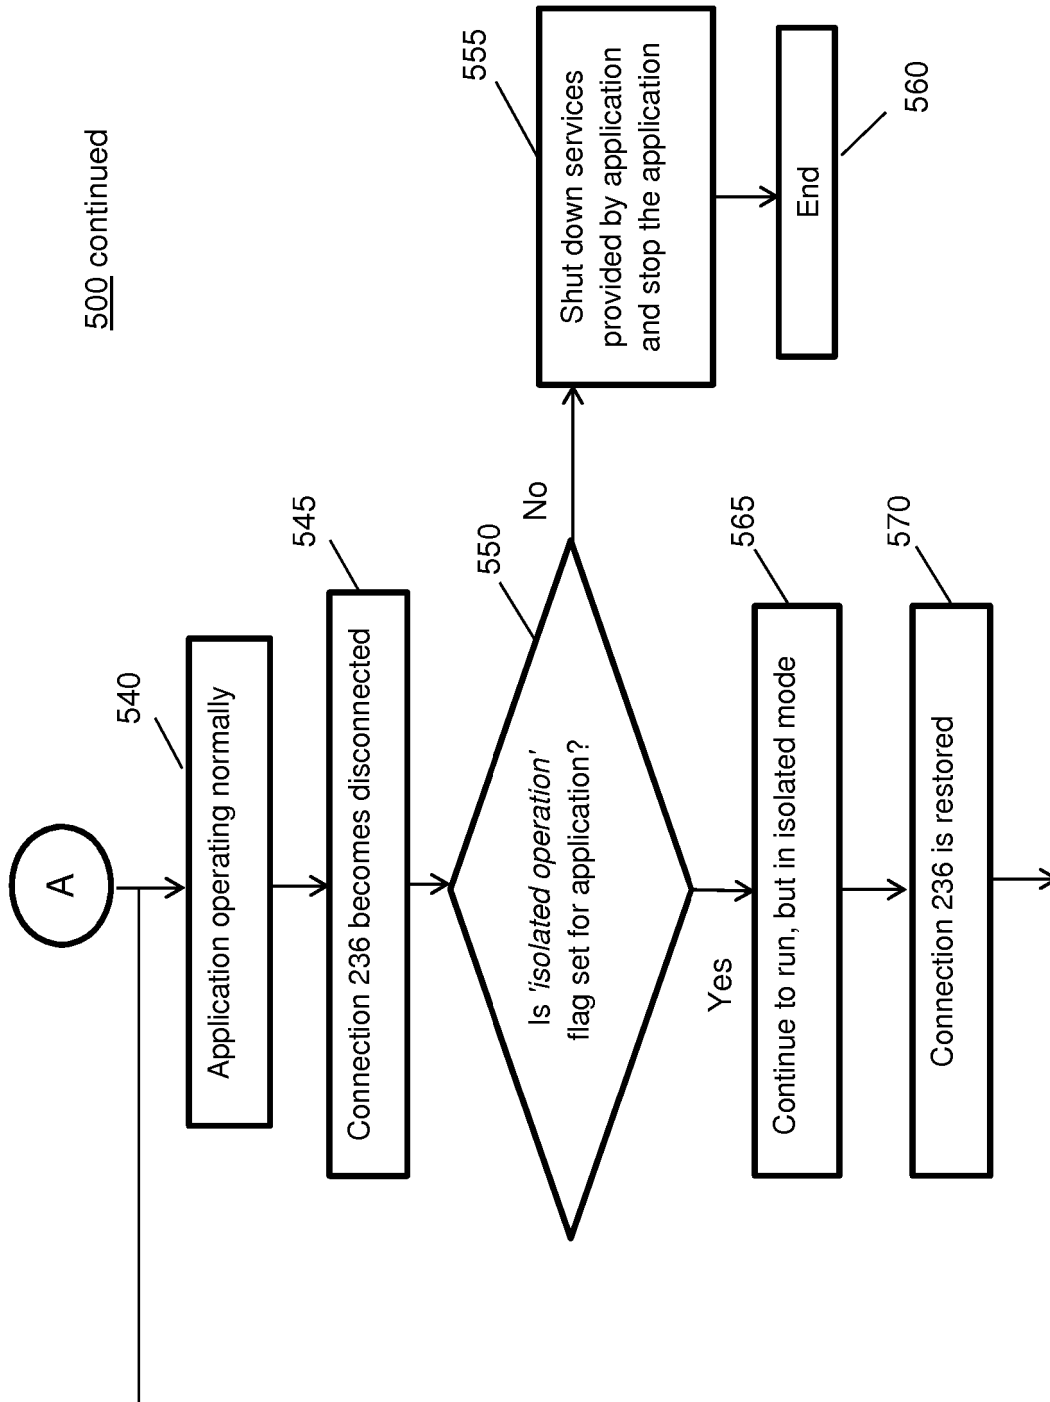 500 continued
A
540
Application operating normally
545
Connection 236 becomes disconnected
550
Is 'isolated operation'
flag set for application?
No
555
Shut down services
provided by application
and stop the application
560
End
Yes
565
Continue to run, but in isolated mode
570
Connection 236 is restored